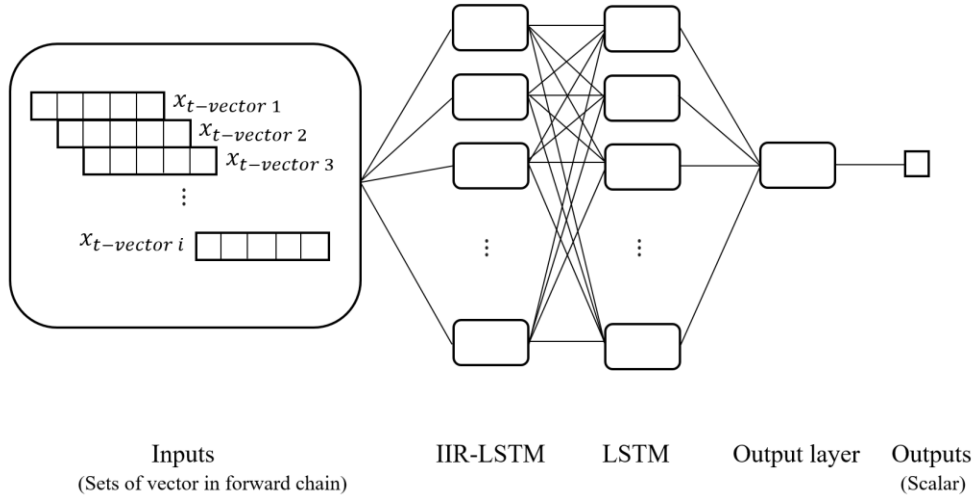 x_{t-vector 1}
x_{t-vector 2}
x_{t-vector 3}
⋮
x_{t-vector i}
⋮
⋮
Inputs IIR-LSTM LSTM Output layer Outputs
(Sets of vector in forward chain) (Scalar)